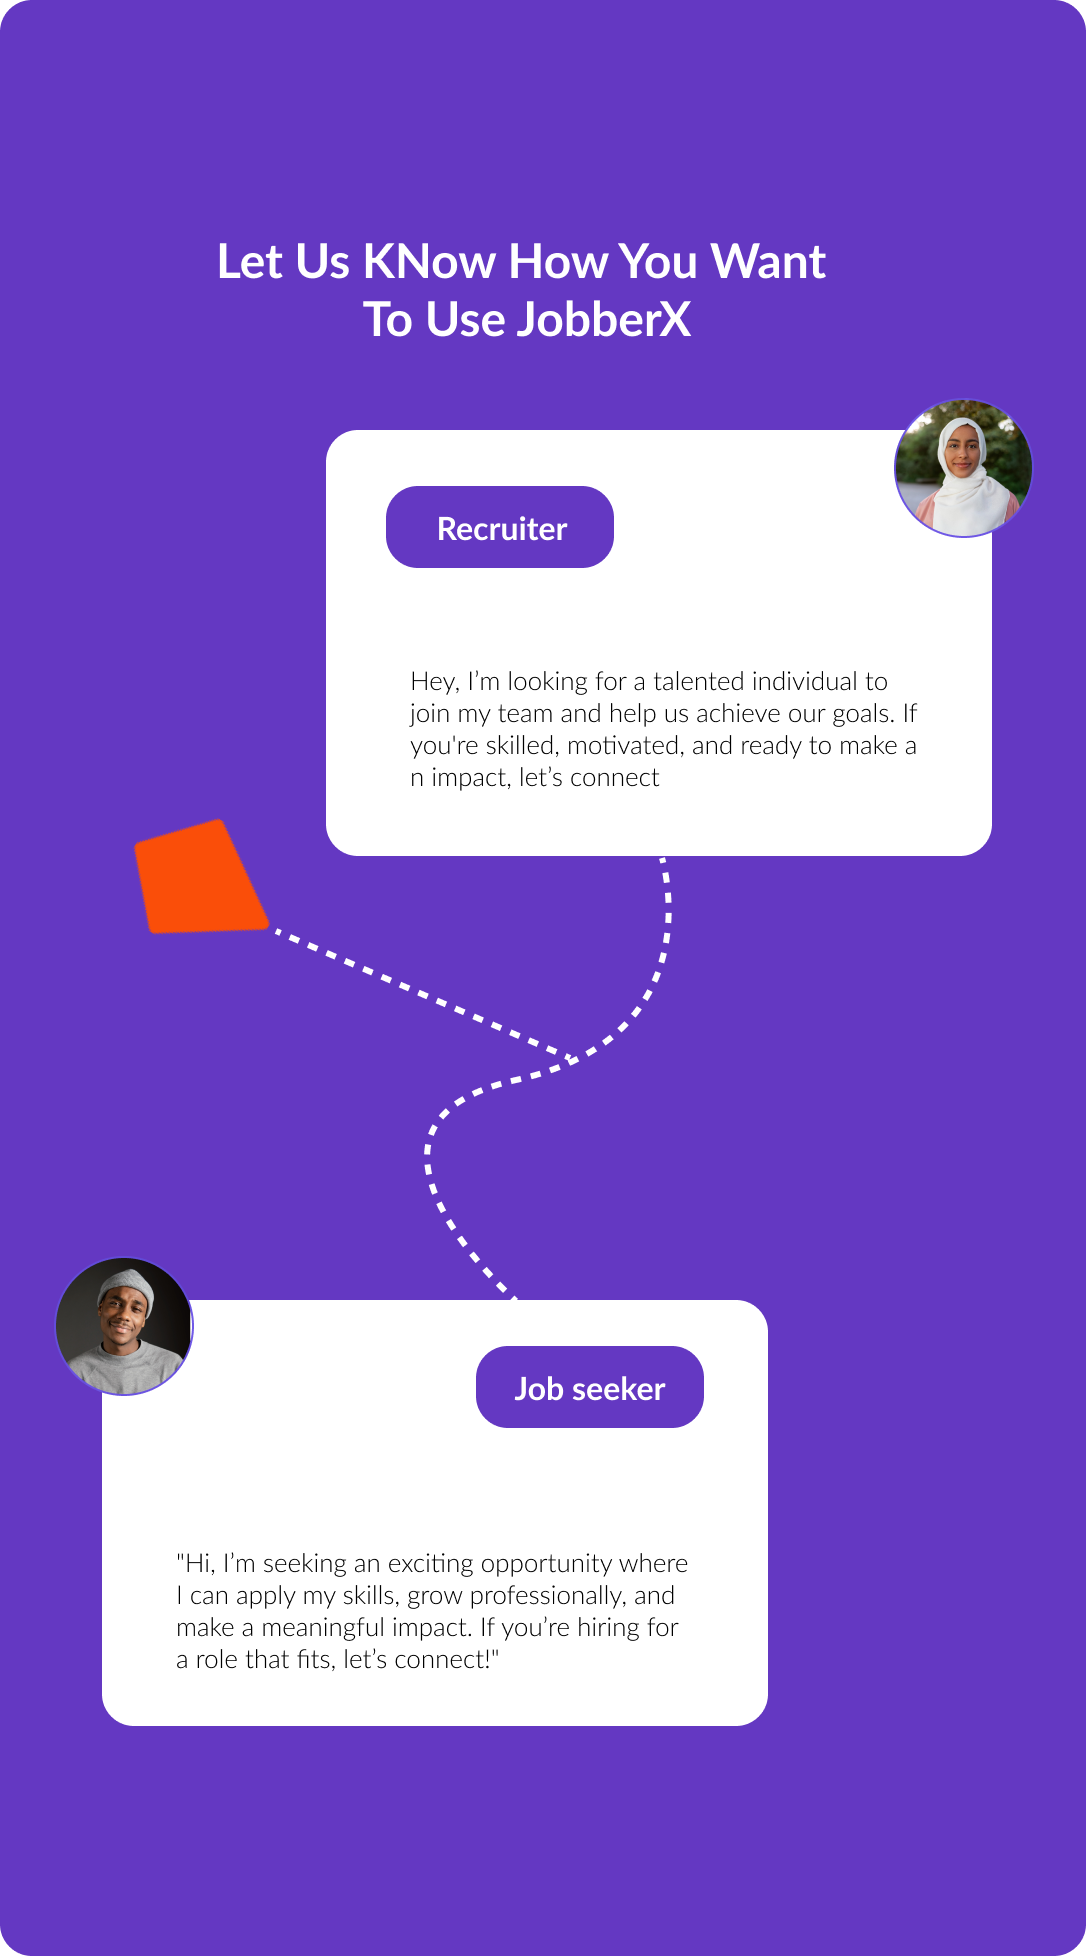 Let Us KNow How You Want
To Use JobberX
Recruiter
Hey, I’m looking for a talented individual to
join my team and help us achieve our goals. If
you're skilled, motivated, and ready to make a
n impact, let’s connect
Job seeker
"Hi, I’m seeking an exciting opportunity where
I can apply my skills, grow professionally, and
make a meaningful impact. If you’re hiring for
a role that fits, let’s connect!"